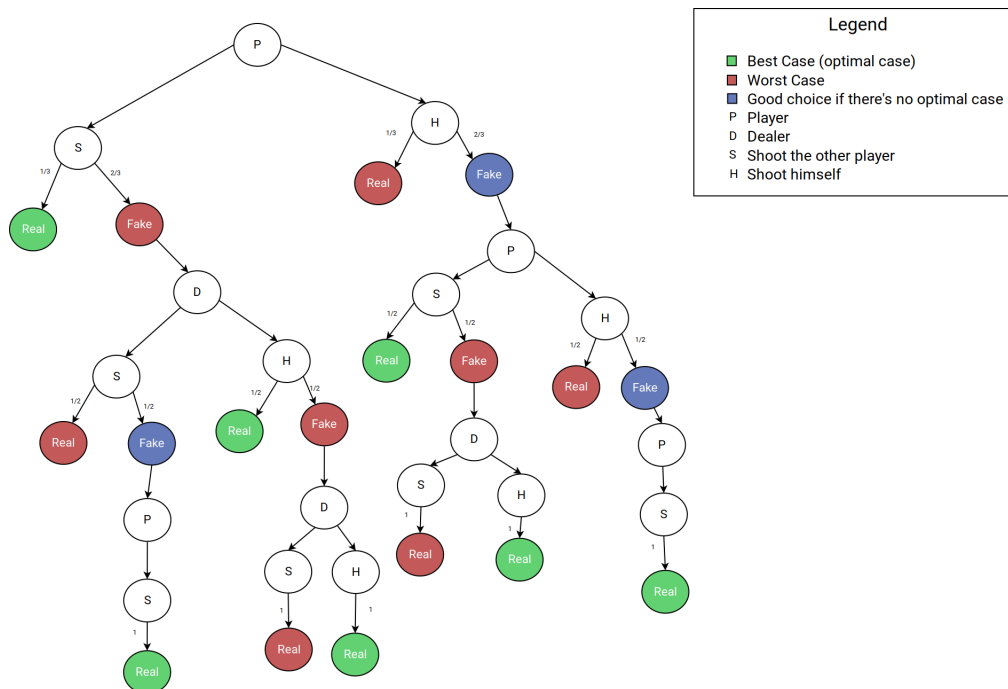 Legend
Best Case (optimal case)
Worst Case
Good choice if there's no optimal case
P Player
D Dealer
S Shoot the other player
H Shoot himself
P
H
1/3 2/3
S
1/3 2/3
Real Fake
Real Fake
P
D
S
H
1/2 1/2
1/2 1/2
S
H
Real Fake
Real Fake
1/2 1/2
1/2 1/2
Real Fake
Real Fake
D
P
S
H
P
D
S
1
1
1
Real
Real
Real
S
H
S
1
1
1
Real
Real
Real